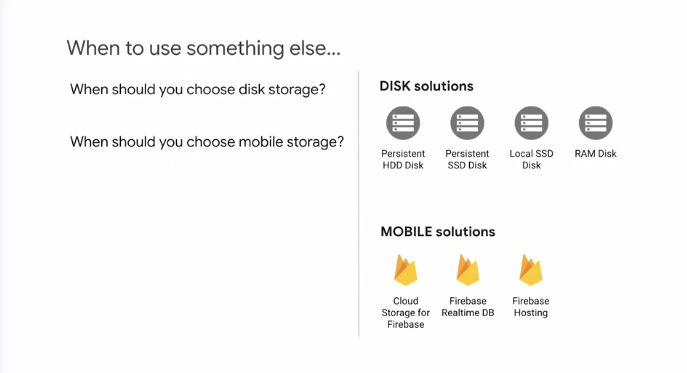 When to use something else...
When should you choose disk storage?
When should you choose mobile storage?
DISK solutions
Persistent
HDD Disk
Persistent
SSD Disk
Local SSD
Disk
RAM Disk
MOBILE solutions
Cloud
Storage for
Firebase
Firebase
Realtime DB
Firebase
Hosting